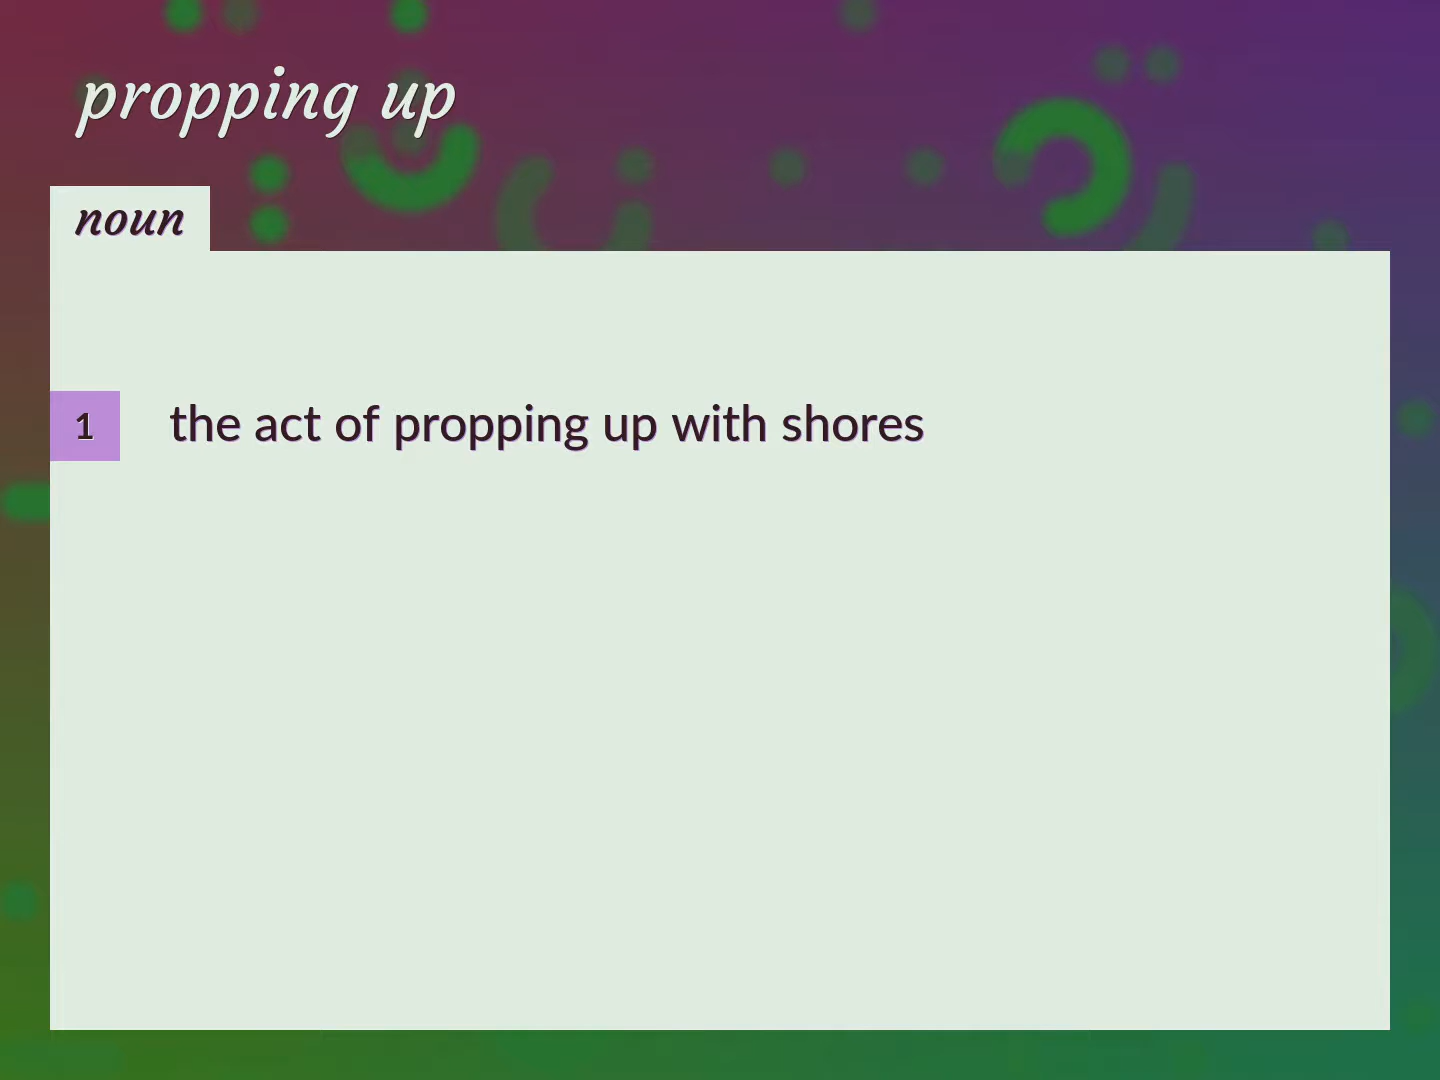 propping up
noun
1 the act of propping up with shores